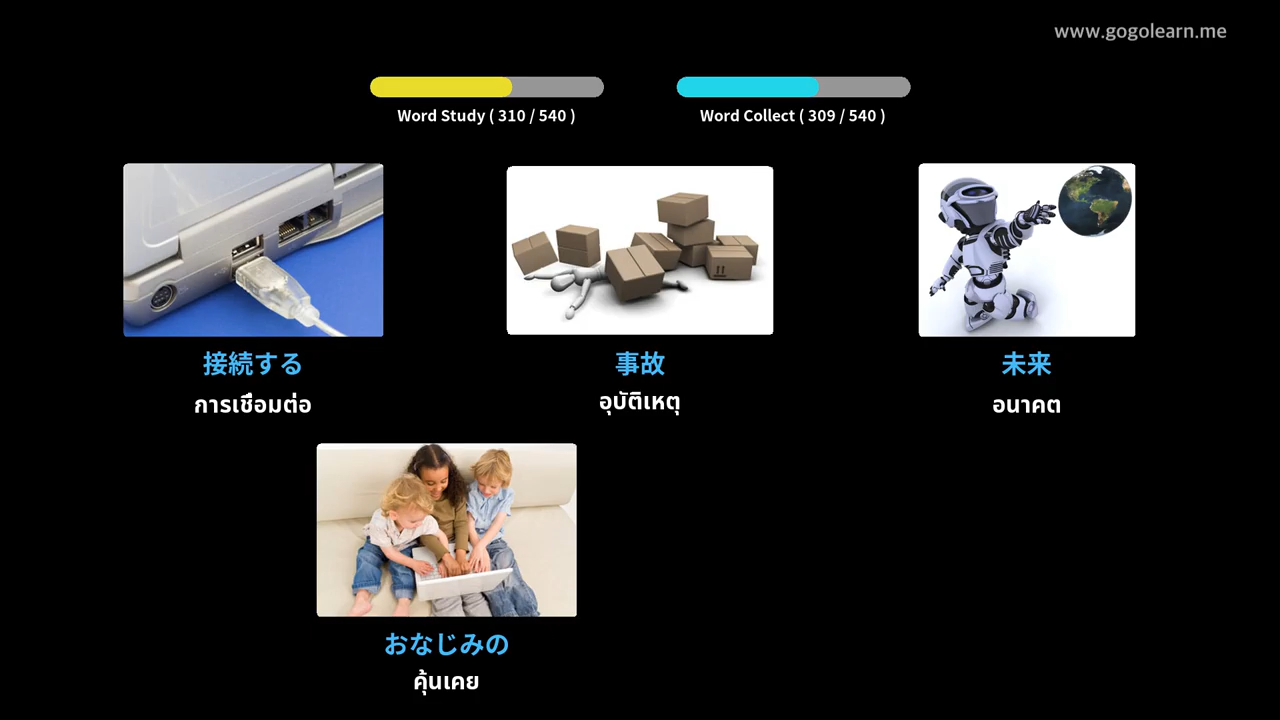 www.gogolearn.me
Word Study ( 310 / 540 )
Word Collect ( 309 / 540 )
接続する
การเชื่อมต่อ
事故
อุบัติเหตุ
未来
อนาคต
おなじみの
คุ้นเคย